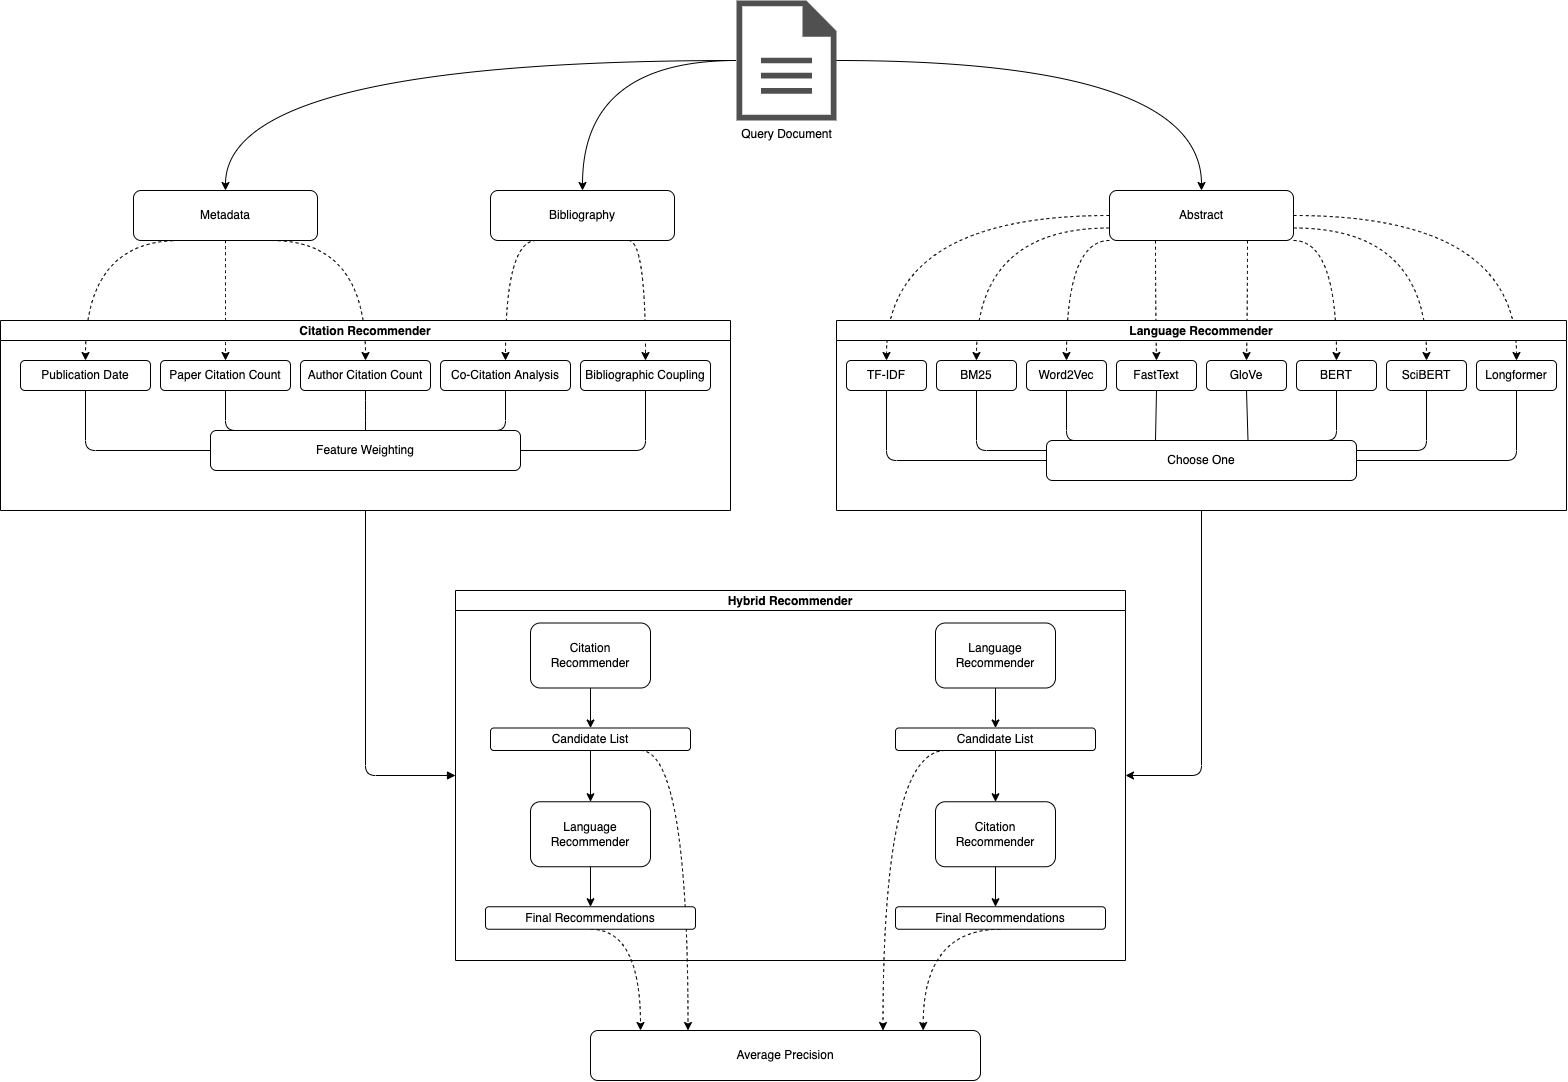 Query Document
Metadata
Bibliography
Abstract
Citation Recommender
Publication Date
Paper Citation Count
Author Citation Count
Co-Citation Analysis
Bibliographic Coupling
Feature Weighting
Language Recommender
TF-IDF
BM25
Word2Vec
FastText
GloVe
BERT
SciBERT
Longformer
Choose One
Hybrid Recommender
Citation
Recommender
Candidate List
Language
Recommender
Final Recommendations
Language
Recommender
Candidate List
Citation
Recommender
Final Recommendations
Average Precision